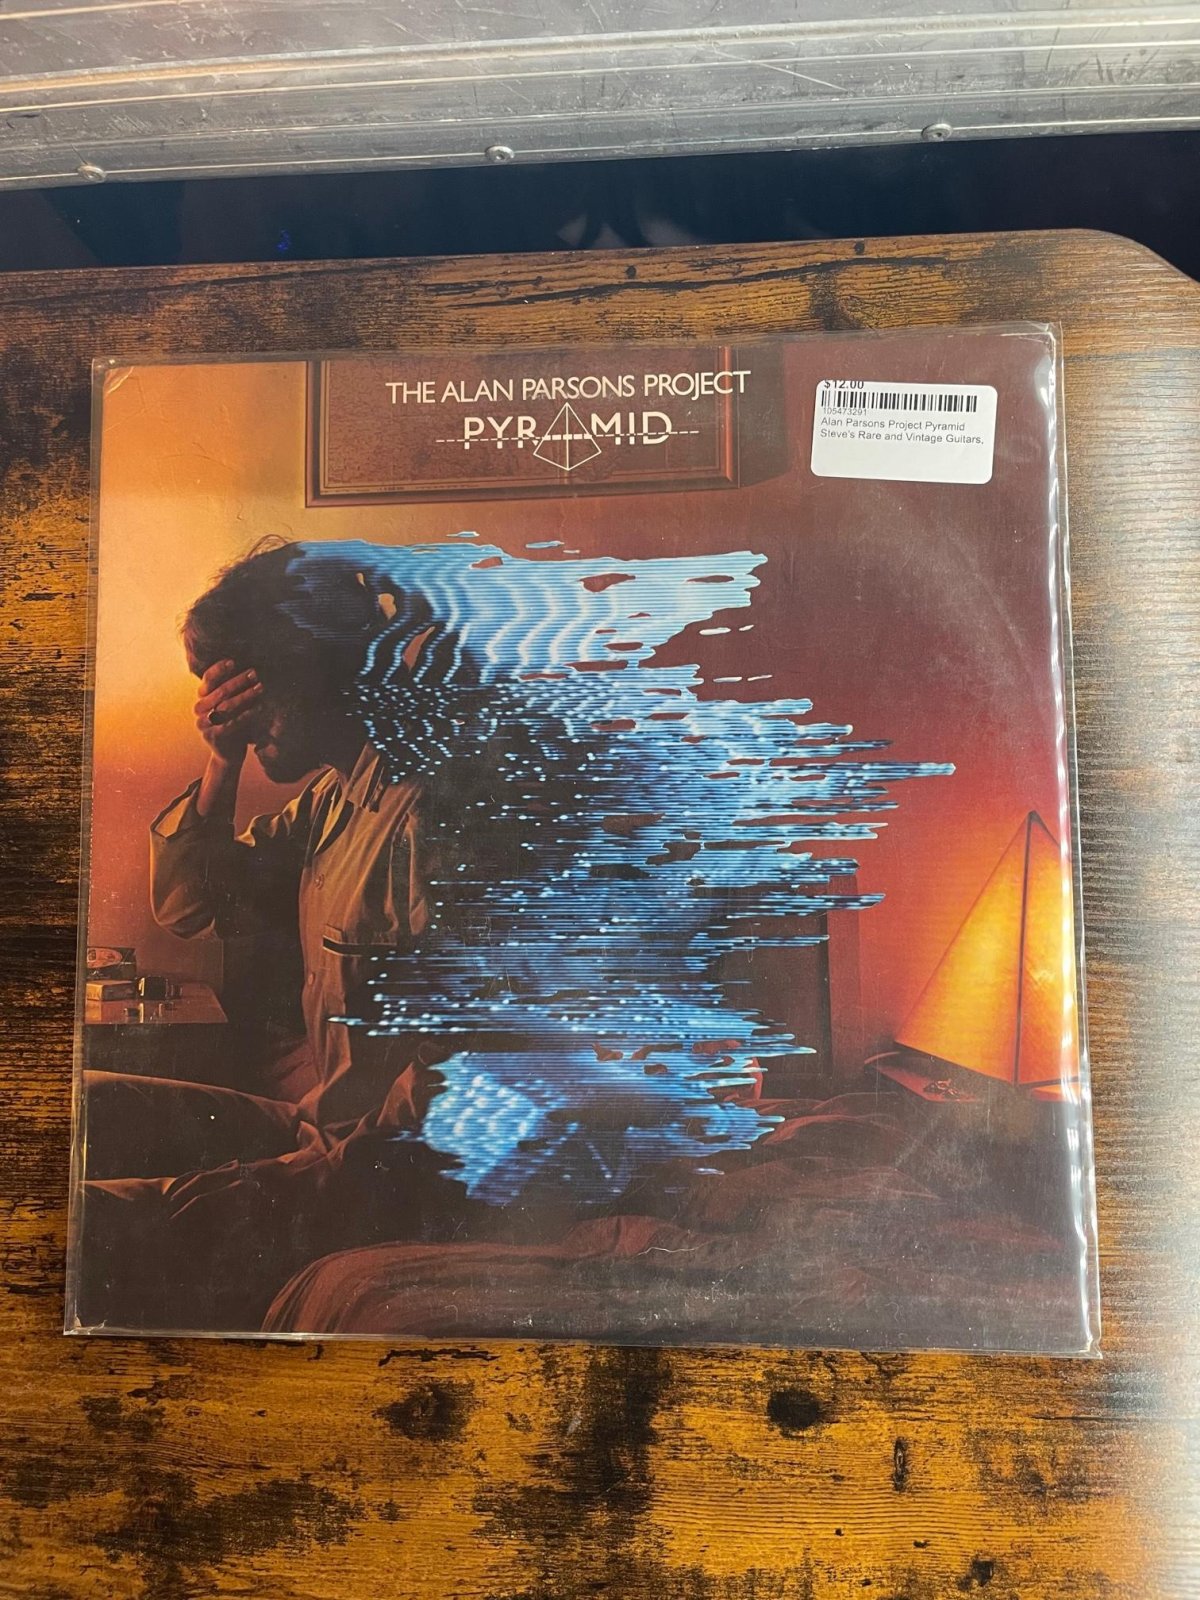 THE ALAN PARSONS PROJECT
PYRAMID
$12.00
105473291
Alan Parsons Project Pyramid
Steve's Rare and Vintage Guitars,